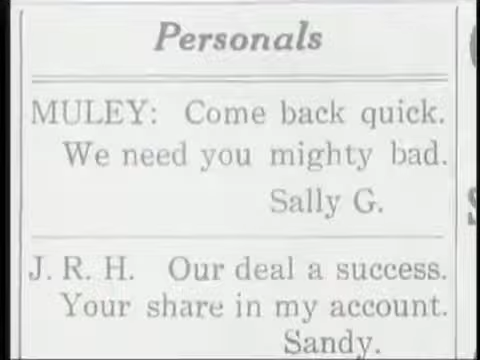 Personals
MULEY: Come back quick.
We need you mighty bad.
Sally G.
J. R. H. Our deal a success.
Your share in my account.
Sandy.